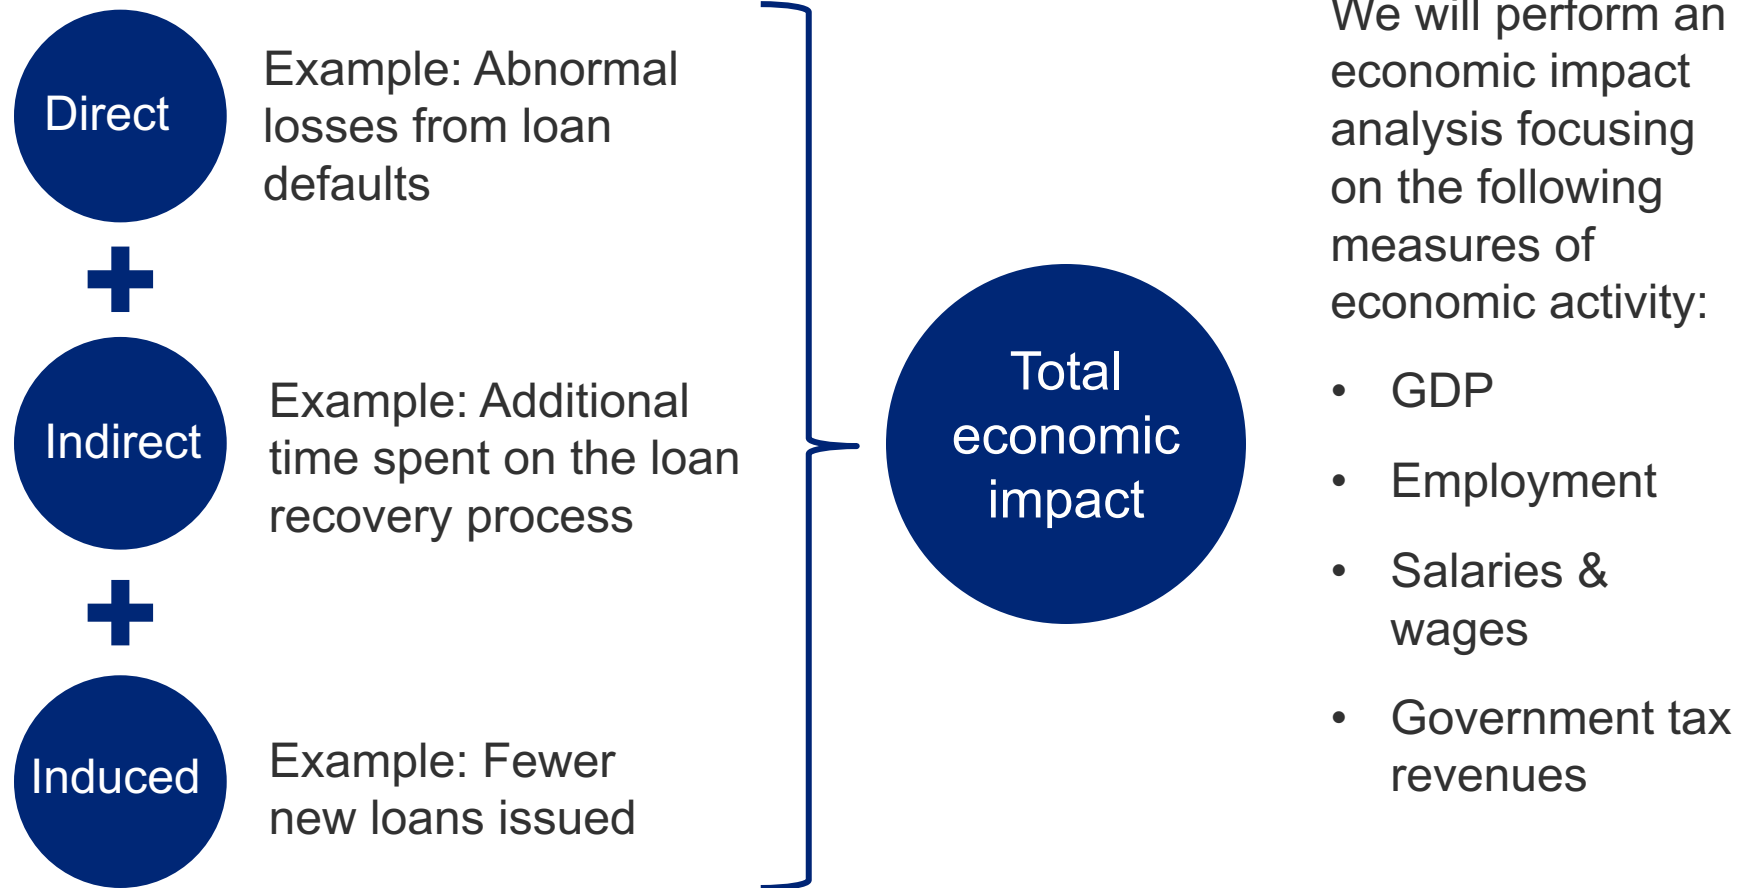 Direct
Example: Abnormal
losses from loan
defaults
Indirect
Example: Additional
time spent on the loan
recovery process
Induced
Example: Fewer
new loans issued
Total
economic
impact
We will perform an
economic impact
analysis focusing
on the following
measures of
economic activity:
• GDP
• Employment
• Salaries &
wages
• Government tax
revenues